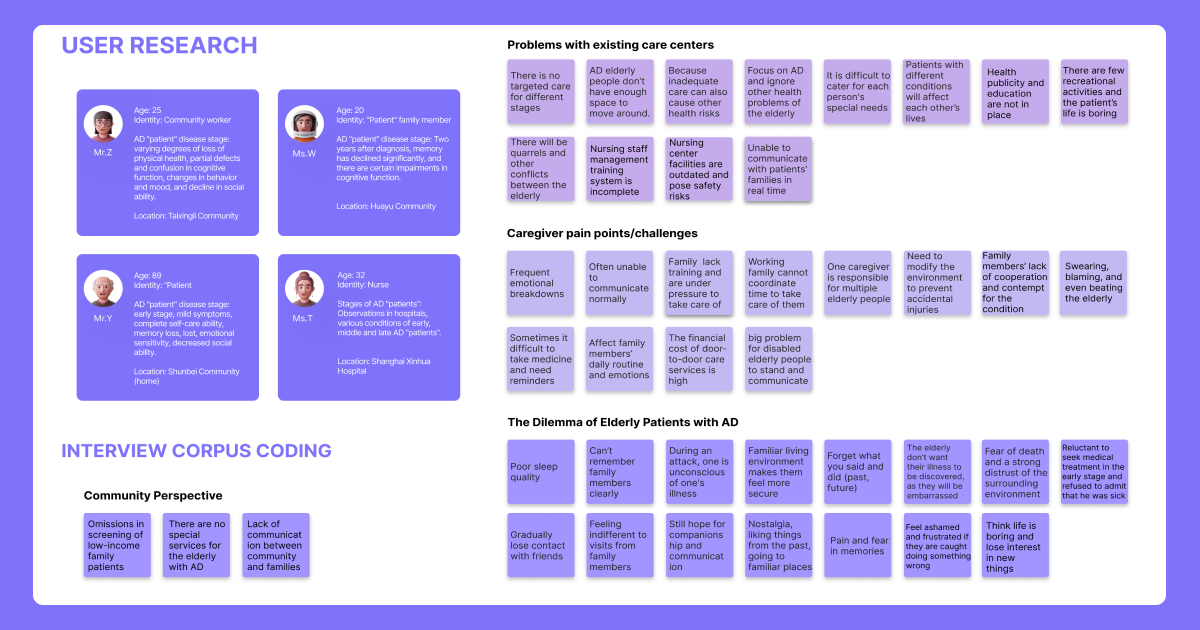 USER RESEARCH
Mr.Z
Age: 25
Identity: Community worker
AD "patient" disease stage:
varying degrees of loss of
physical health, partial defects
and confusion in cognitive
function, changes in behavior
and mood, and decline in social
ability.
Location: Taixingli Community
Ms.W
Age: 20
Identity: "Patient" family member
AD "patient" disease stage: Two
years after diagnosis, memory
has declined significantly, and
there are certain impairments in
cognitive function.
Location: Huayu Community
Mr.Y
Age: 89
Identity: "Patient
AD "patient" disease stage:
early stage, mild symptoms,
complete self-care ability,
memory loss, lost, emotional
sensitivity, decreased social
ability.
Location: Shunbei Community
(home)
Ms.T
Age: 32
Identity: Nurse
Stages of AD "patients":
Observations in hospitals,
various conditions of early,
middle and late AD "patients".
Location: Shanghai Xinhua
Hospital
INTERVIEW CORPUS CODING
Community Perspective
Omissions in
screening of
low-income
family
patients
There are no
special
services for
the elderly
with AD
Lack of
communicat
ion between
community
and families
Problems with existing care centers
There is no
targeted care
for different
stages
AD elderly
people don't
have enough
space to
move around.
Because
inadequate
care can also
cause other
health risks
Focus on AD
and ignore
other health
problems of
the elderly
It is difficult to
cater for each
person's
special needs
Patients with
different
conditions
will affect
each other's
lives
Health
publicity and
education
are not in
place
There are few
recreational
activities and
the patient's
life is boring
There will be
quarrels and
other
conflicts
between the
elderly
Nursing staff
management
training
system is
incomplete
Nursing
center
facilities are
outdated and
pose safety
risks
Unable to
communicate
with patients'
families in
real time
Caregiver pain points/challenges
Frequent
emotional
breakdowns
Often unable
to
communicate
normally
Family lack
training and
are under
pressure to
take care of
Working
family cannot
coordinate
time to take
care of them
One caregiver
is responsible
for multiple
elderly people
Need to
modify the
environment
to prevent
accidental
injuries
Family
members' lack
of cooperation
and contempt
for the
condition
Swearing,
blaming, and
even beating
the elderly
Sometimes it
difficult to
take medicine
and need
reminders
Affect family
members'
daily routine
and emotions
The financial
cost of door-
to-door care
services is
high
big problem
for disabled
elderly people
to stand and
communicate
The Dilemma of Elderly Patients with AD
Poor sleep
quality
Can't
remember
family
members
clearly
During an
attack, one is
unconscious
of one's
illness
Familiar living
environment
makes them
feel more
secure
Forget what
you said and
did (past,
future)
The elderly
don't want
their illness to
be discovered,
as they will be
embarrassed
Fear of death
and a strong
distrust of the
surrounding
environment
Reluctant to
seek medical
treatment in the
early stage and
refused to admit
that he was sick
Gradually
lose contact
with friends
Feeling
indifferent to
visits from
family
members
Still hope for
companions
hip and
communicat
ion
Nostalgia,
liking things
from the past,
going to
familiar places
Pain and fear
in memories
Feel ashamed
and frustrated if
they are caught
doing something
wrong
Think life is
boring and
lose interest
in new
things